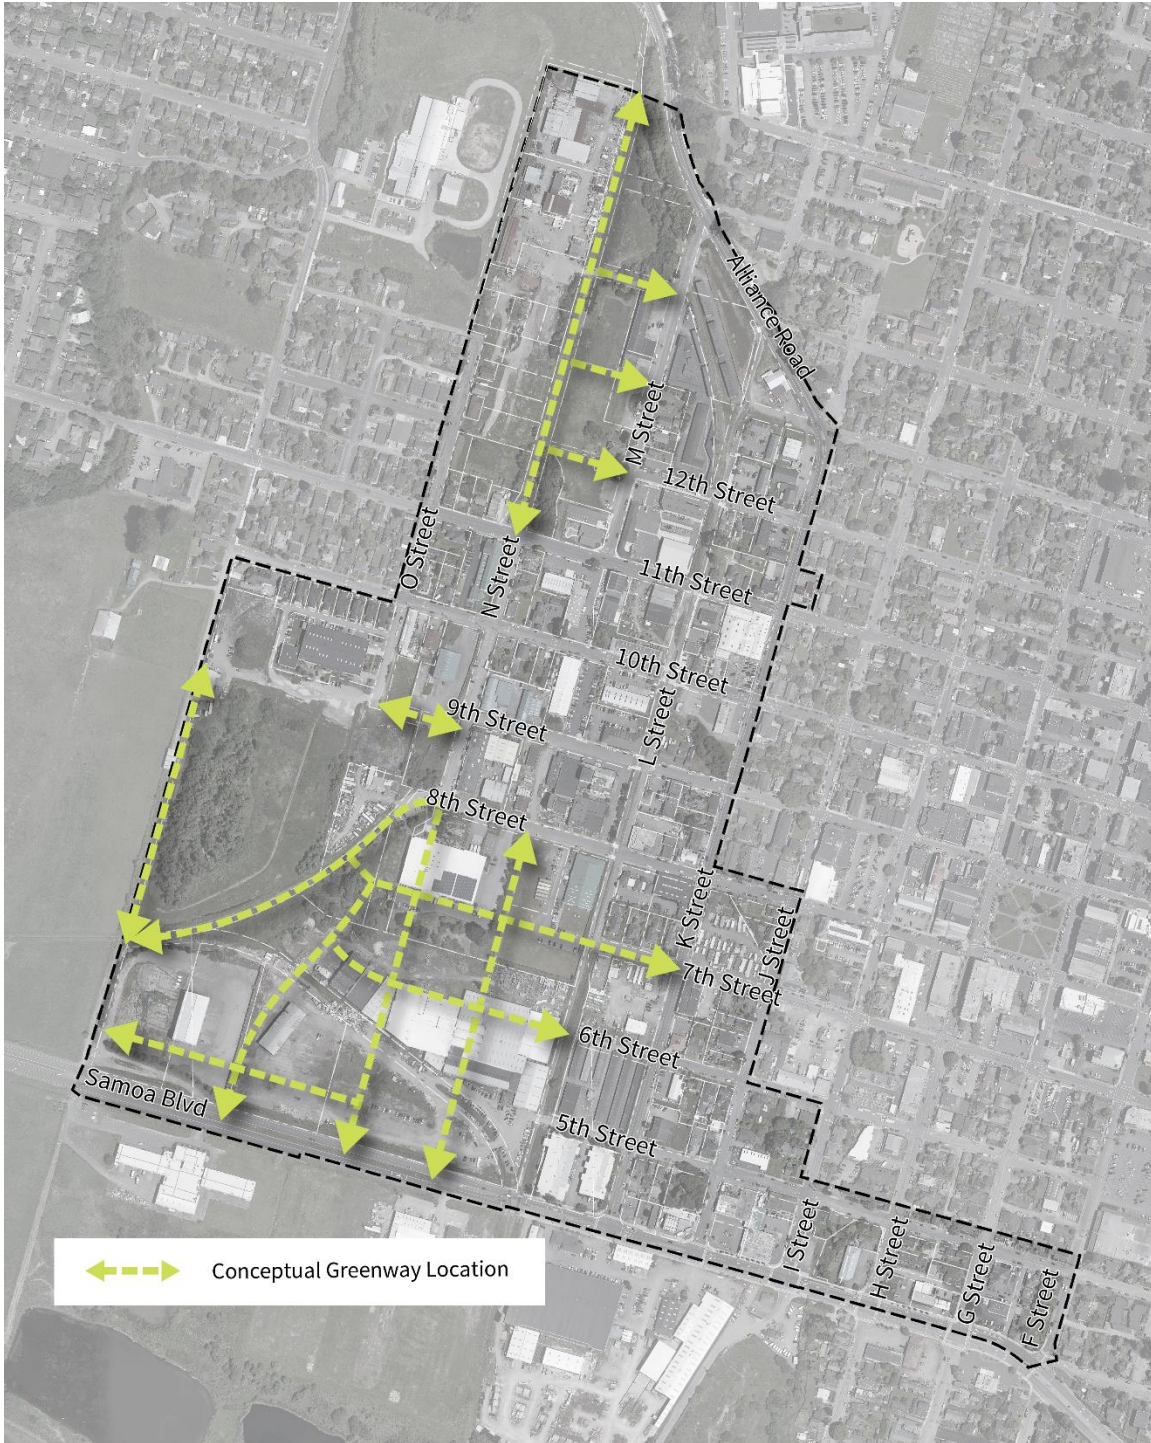 Alliance Road
M Street
12th Street
O Street
N Street
11th Street
10th Street
L Street
9th Street
8th Street
K Street
J Street
7th Street
6th Street
Samoa Blvd
5th Street
I Street
H Street
G Street
F Street
Conceptual Greenway Location